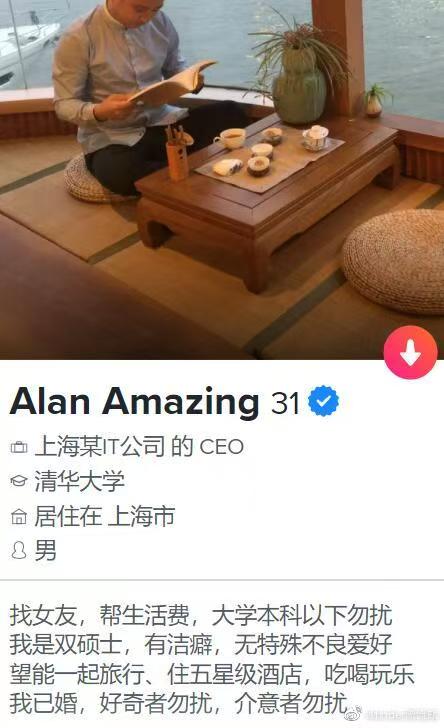 Alan Amazing 31
上海某IT公司 的 CEO
清华大学
居住在 上海市
男
找女友，帮生活费，大学本科以下勿扰
我是双硕士，有洁癖，无特殊不良爱好
望能一起旅行、住五星级酒店，吃喝玩乐
我已婚，好奇者勿扰，介意者勿扰